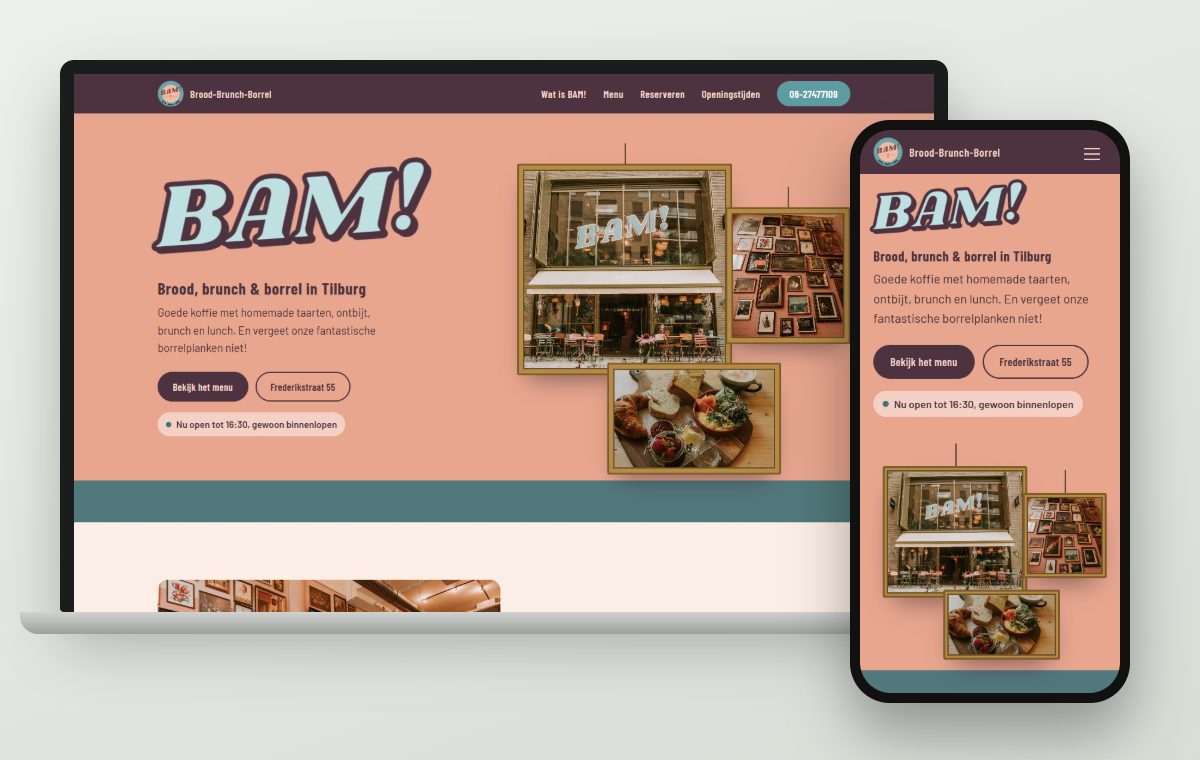 BAM!
Brood-Brunch-Borrel
Wat is BAM!
Menu
Reserveren
Openingstijden
06-27477109
BAM!
Brood, brunch & borrel in Tilburg
Goede koffie met homemade taarten, ontbijt,
brunch en lunch. En vergeet onze fantastische
borrelplanken niet!
Bekijk het menu
Frederikstraat 55
Nu open tot 16:30, gewoon binnenlopen
BAM!
BAM!
Brood-Brunch-Borrel
BAM!
Brood, brunch & borrel in Tilburg
Goede koffie met homemade taarten,
ontbijt, brunch en lunch. En vergeet onze
fantastische borrelplanken niet!
Bekijk het menu
Frederikstraat 55
Nu open tot 16:30, gewoon binnenlopen
BAM!